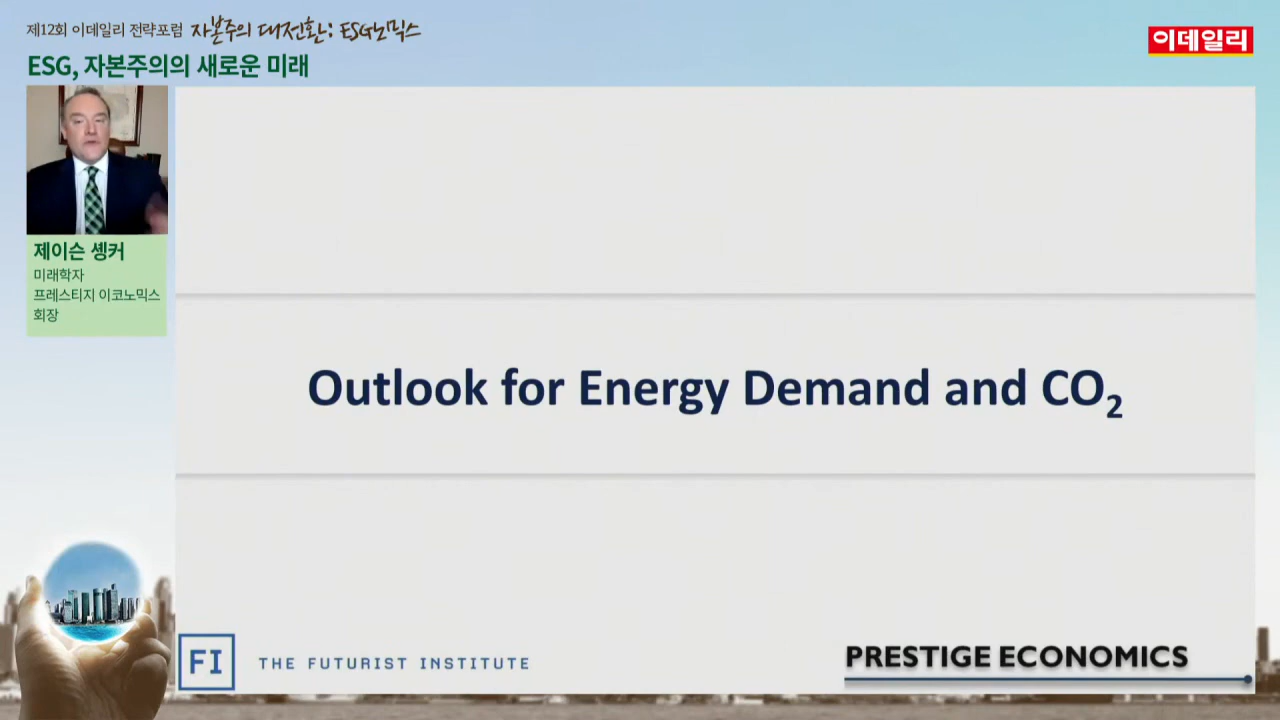 제12회 이데일리 전략포럼 자본주의 대전환: ESG노믹스
이데일리
ESG, 자본주의의 새로운 미래
제이슨 솅커
미래학자
프레스티지 이코노믹스
회장
Outlook for Energy Demand and CO₂
FI THE FUTURIST INSTITUTE
PRESTIGE ECONOMICS